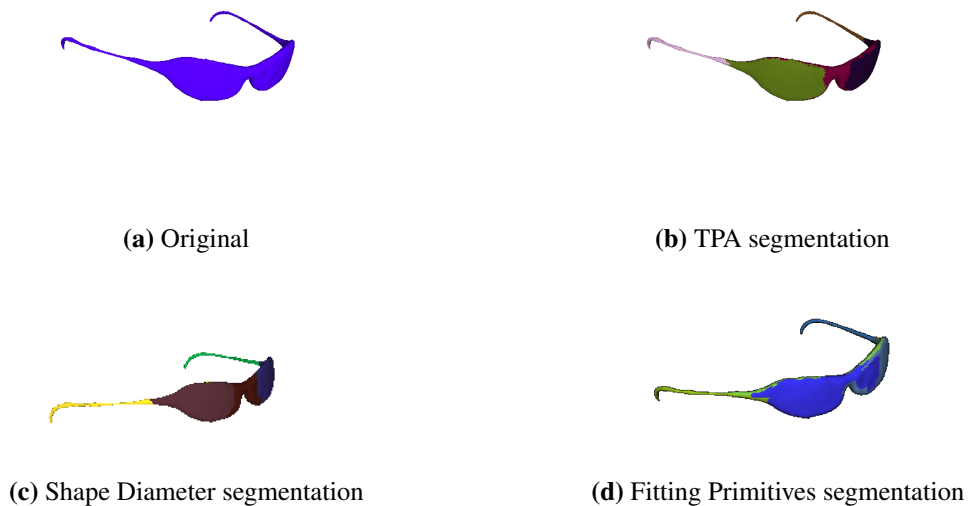 (a) Original
(b) TPA segmentation
(c) Shape Diameter segmentation
(d) Fitting Primitives segmentation